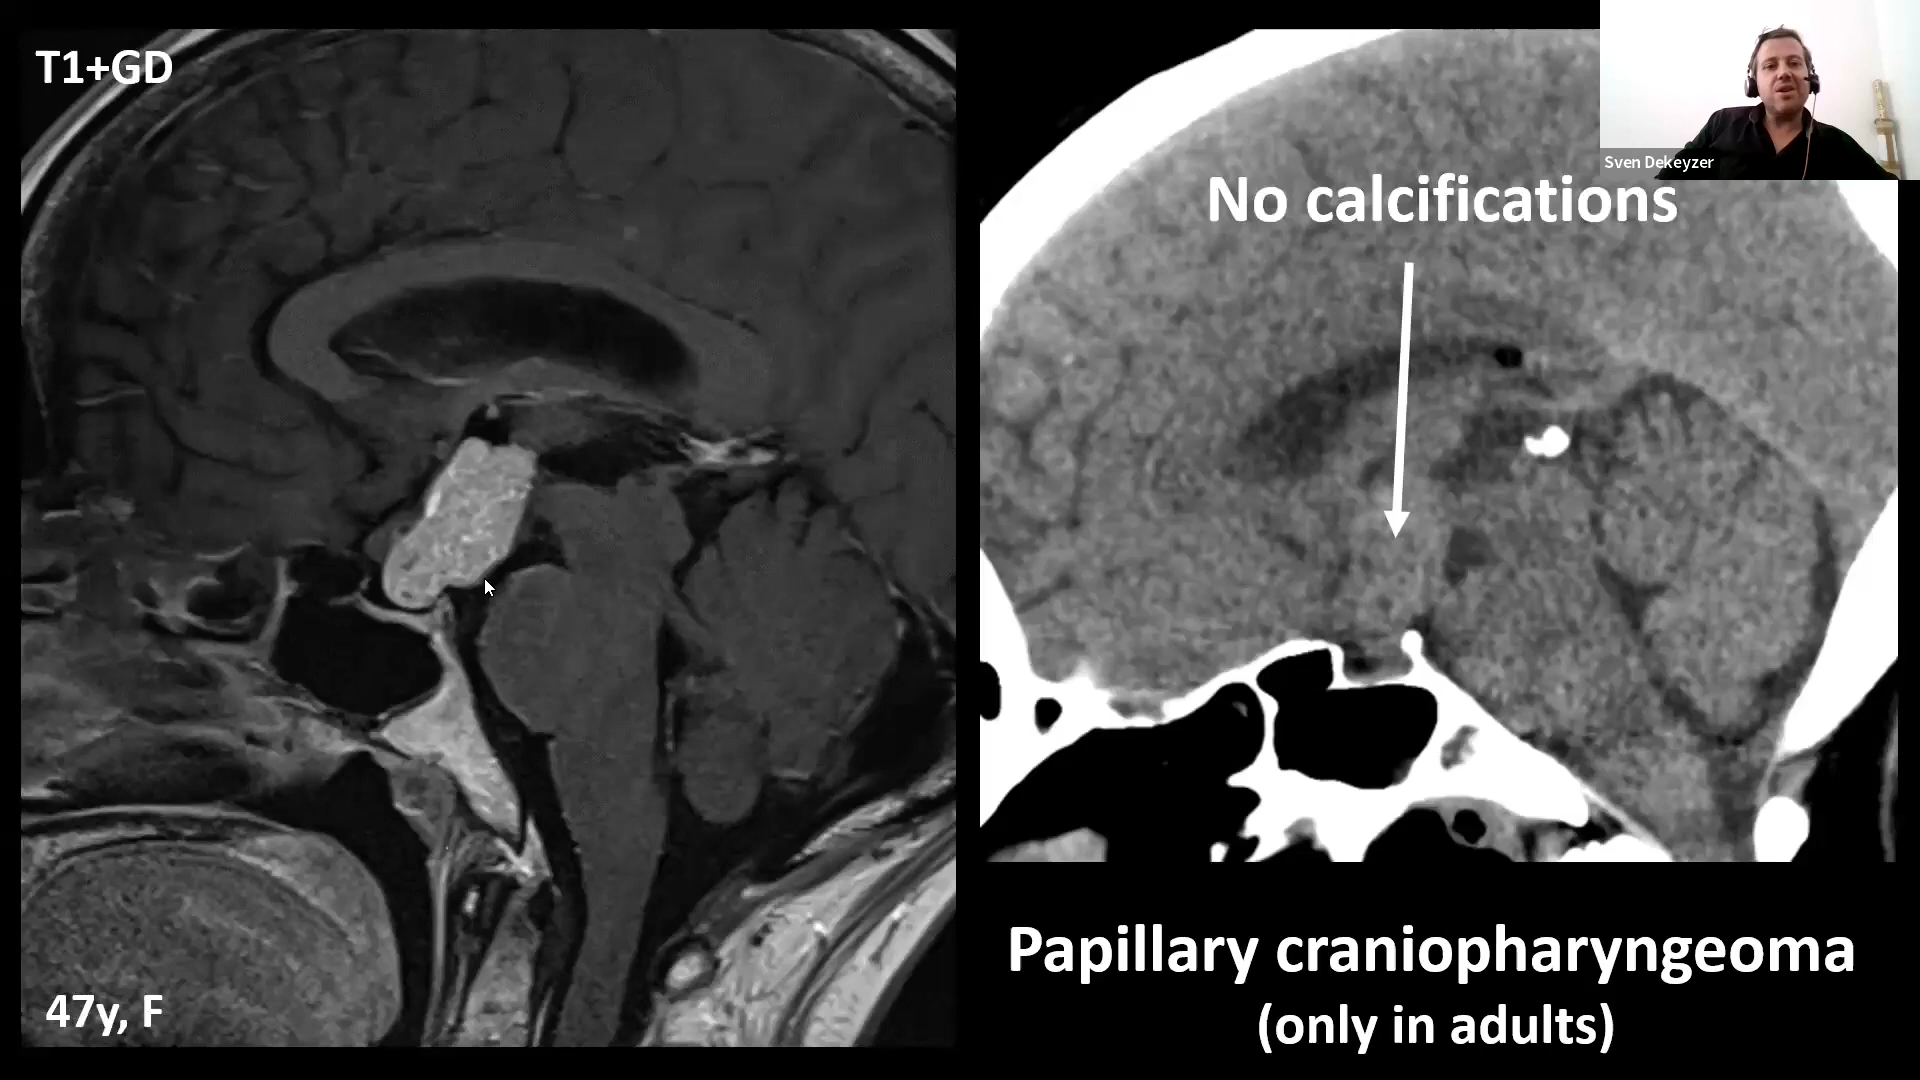 T1+GD
Sven Dekeyzer
No calcifications
Papillary craniopharyngeoma
(only in adults)
47y, F